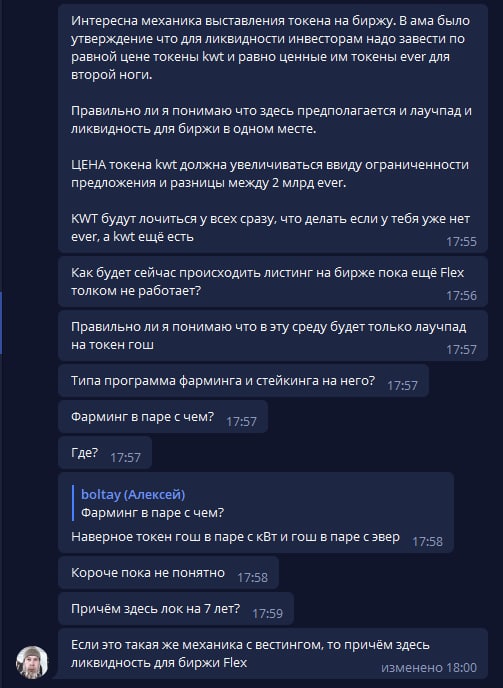 Интересна механика выставления токена на биржу. В ама было
утверждение что для ликвидности инвесторам надо завести по
равной цене токены kwt и равно ценные им токены ever для
второй ноги.
Правильно ли я понимаю что здесь предполагается и лаучпад и
ликвидность для биржи в одном месте.
ЦЕНА токена kwt должна увеличиваться ввиду ограниченности
предложения и разницы между 2 млрд ever.
KWT будут лочиться у всех сразу, что делать если у тебя уже нет
ever, а kwt ещё есть
17:55
Как будет сейчас происходить листинг на бирже пока ещё Flex
толком не работает?
17:56
Правильно ли я понимаю что в эту среду будет только лаучпад
на токен гош
17:57
Типа программа фарминга и стейкинга на него?
17:57
Фарминг в паре с чем?
17:57
Где?
17:57
boltay (Алексей)
Фарминг в паре с чем?
Наверное токен гош в паре с кВт и гош в паре с эвер
17:58
Короче пока не понятно
17:58
Причём здесь лок на 7 лет?
17:59
Если это такая же механика с вестингом, то причём здесь
ликвидность для биржи Flex
изменено 18:00